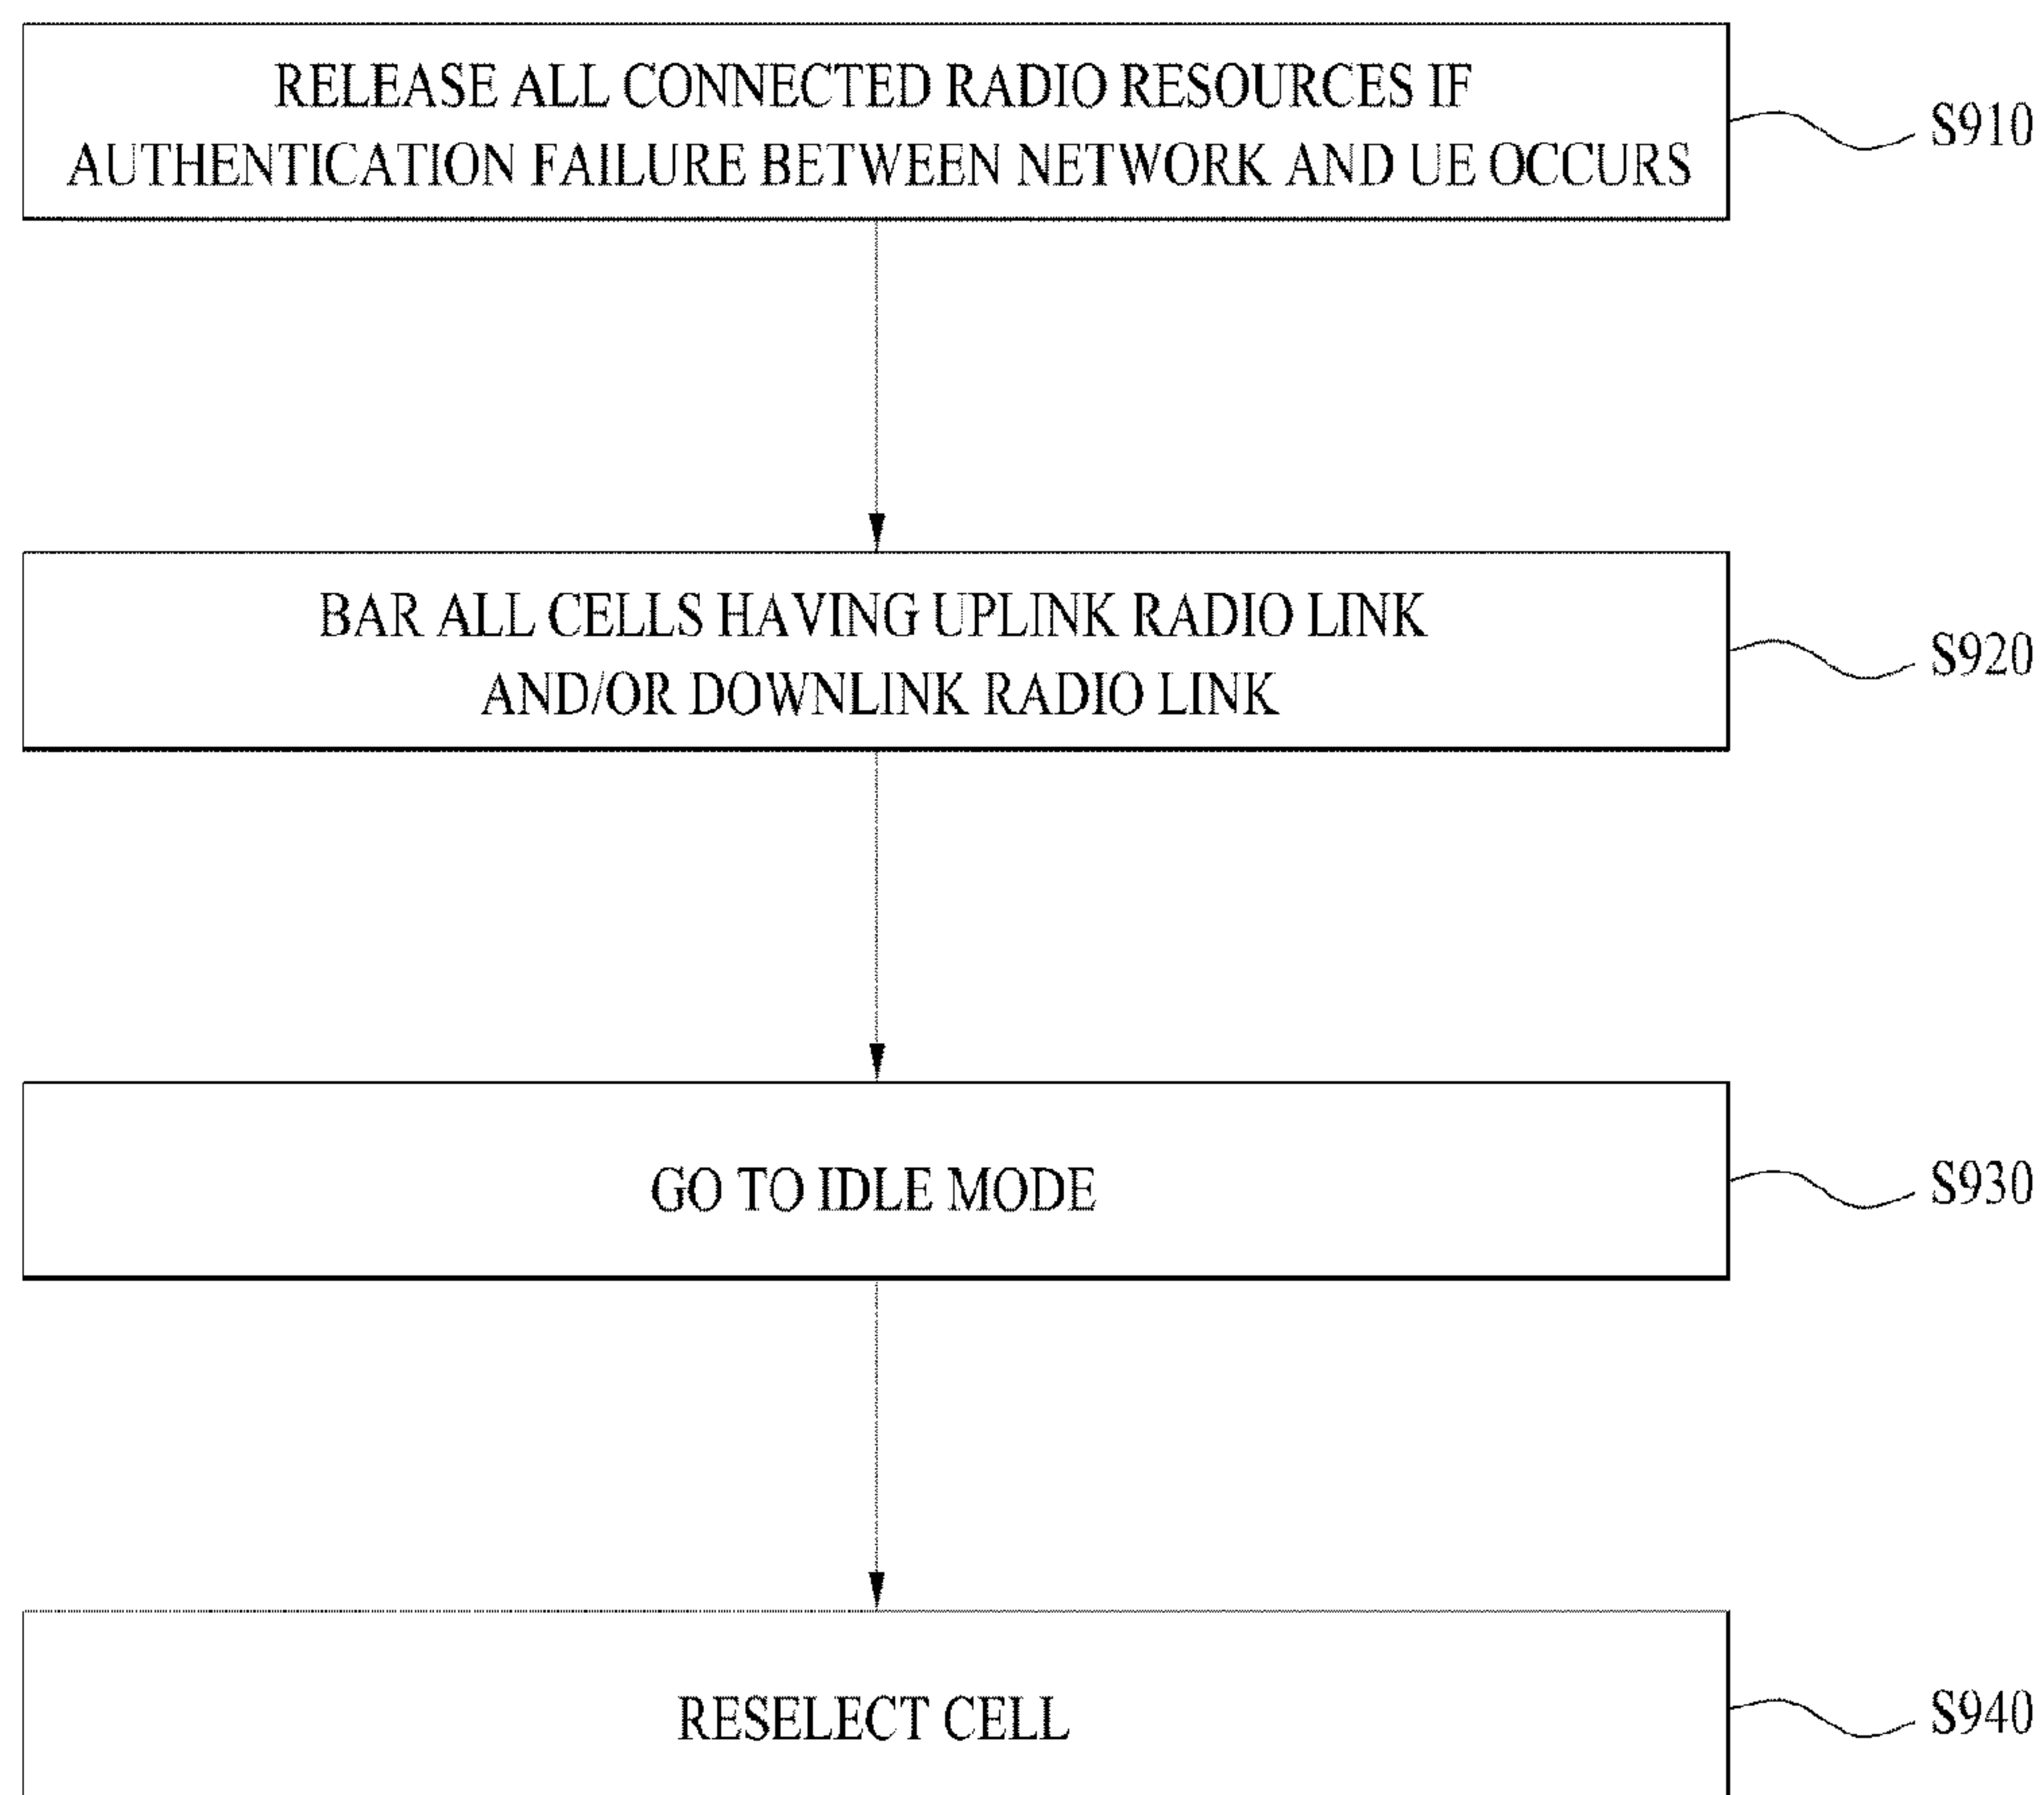 RELEASE ALL CONNECTED RADIO RESOURCES IF
AUTHENTICATION FAILURE BETWEEN NETWORK AND UE OCCURS
S910
BAR ALL CELLS HAVING UPLINK RADIO LINK
AND/OR DOWNLINK RADIO LINK
S920
GO TO IDLE MODE
S930
RESELECT CELL
S940